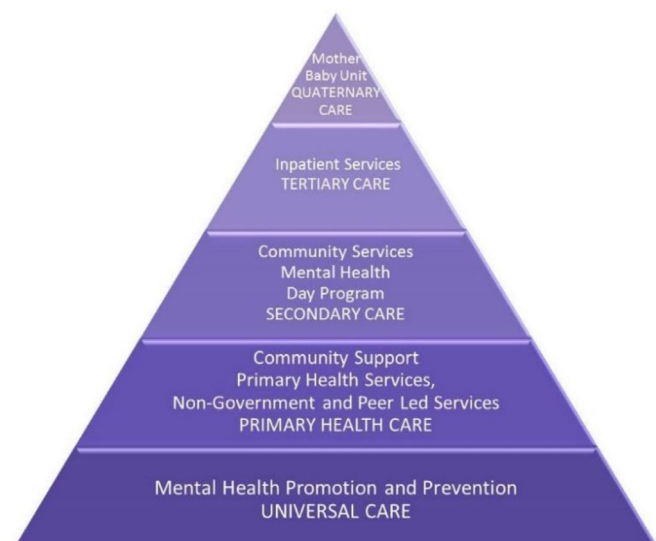 Mother
Baby Unit
QUATERNARY
CARE
Inpatient Services
TERTIARY CARE
Community Services
Mental Health
Day Program
SECONDARY CARE
Community Support
Primary Health Services,
Non-Government and Peer Led Services
PRIMARY HEALTH CARE
Mental Health Promotion and Prevention
UNIVERSAL CARE